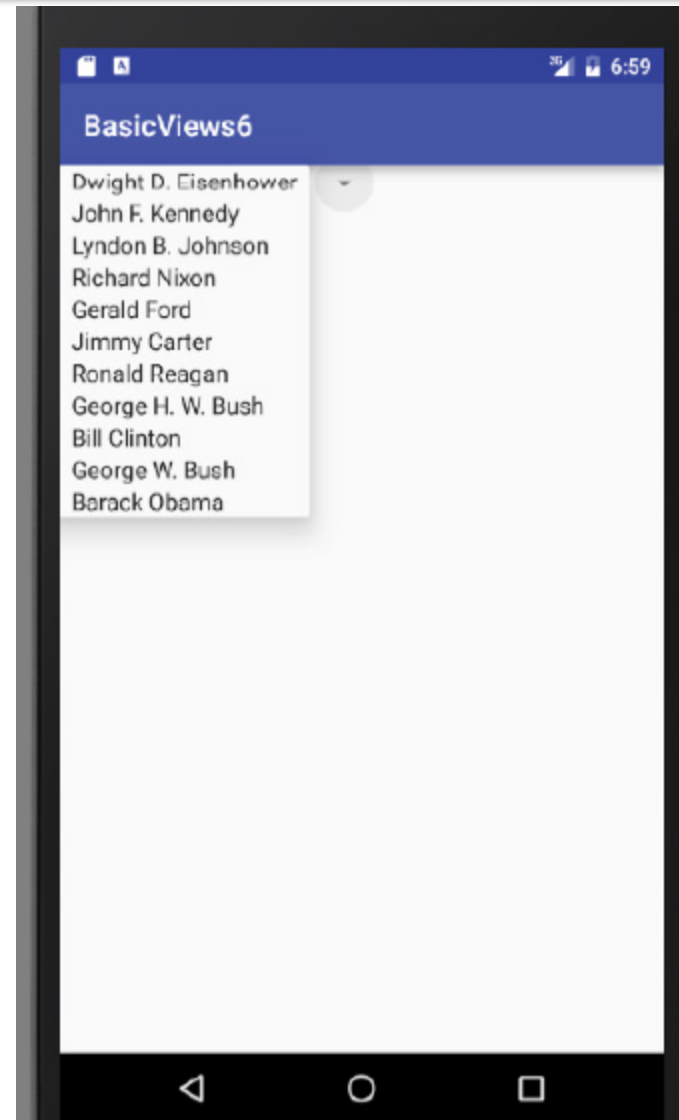 3G 6:59
BasicViews6
Dwight D. Eisenhower
John F. Kennedy
Lyndon B. Johnson
Richard Nixon
Gerald Ford
Jimmy Carter
Ronald Reagan
George H. W. Bush
Bill Clinton
George W. Bush
Barack Obama